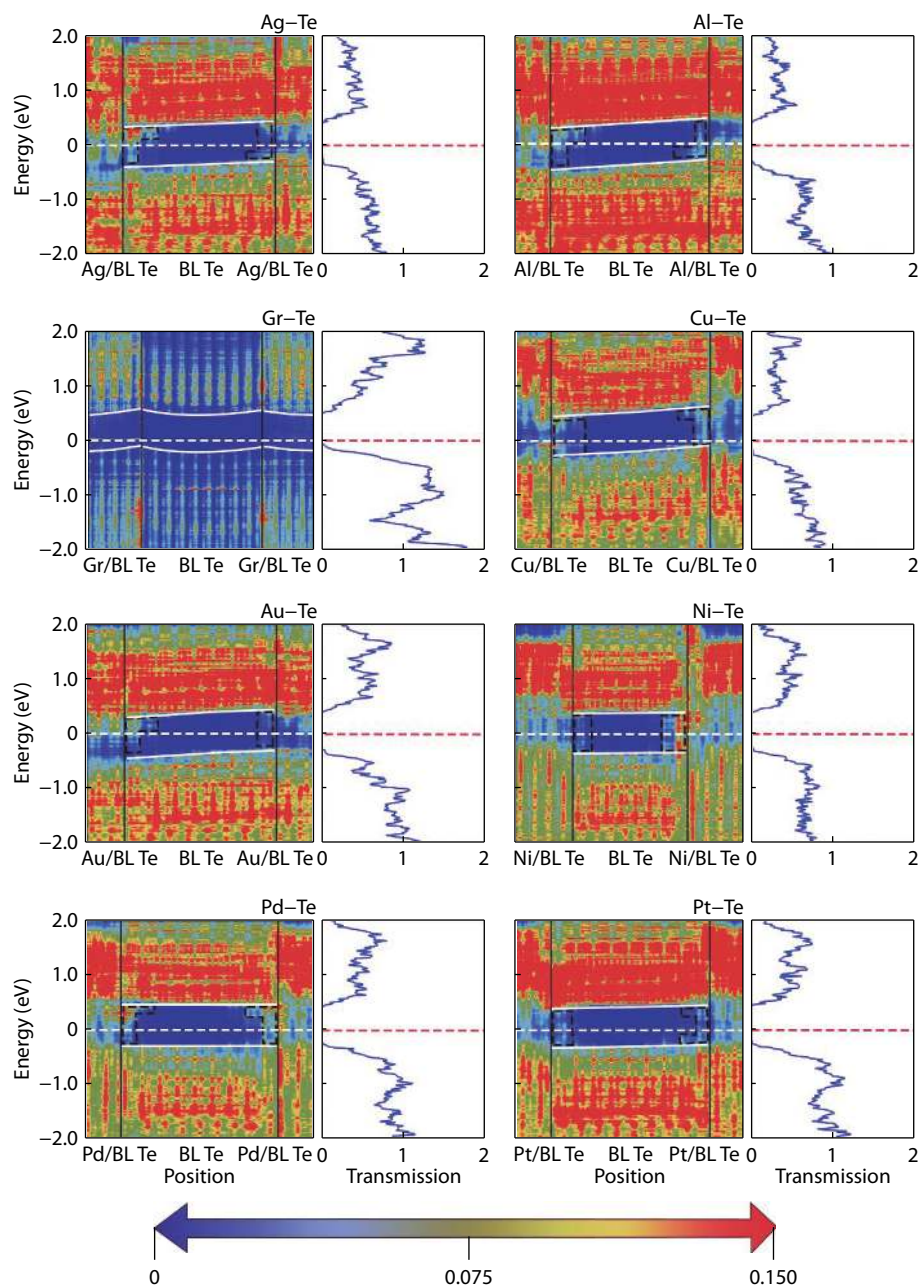 Ag–Te
Al–Te
2.0
1.0
0
−1.0
−2.0
Energy (eV)
Ag/BL Te BL Te Ag/BL Te
0 1 2
Al/BL Te BL Te Al/BL Te
0 1 2
Gr–Te
Cu–Te
2.0
1.0
0
−1.0
−2.0
Energy (eV)
Gr/BL Te BL Te Gr/BL Te
0 1 2
Cu/BL Te BL Te Cu/BL Te
0 1 2
Au–Te
Ni–Te
2.0
1.0
0
−1.0
−2.0
Energy (eV)
Au/BL Te BL Te Au/BL Te
0 1 2
Ni/BL Te BL Te Ni/BL Te
0 1 2
Pd–Te
Pt–Te
2.0
1.0
0
−1.0
−2.0
Energy (eV)
Pd/BL Te BL Te Pd/BL Te
0 1 2
Pt/BL Te BL Te Pt/BL Te
0 1 2
Position
Transmission
Position
Transmission
0 0.075 0.150